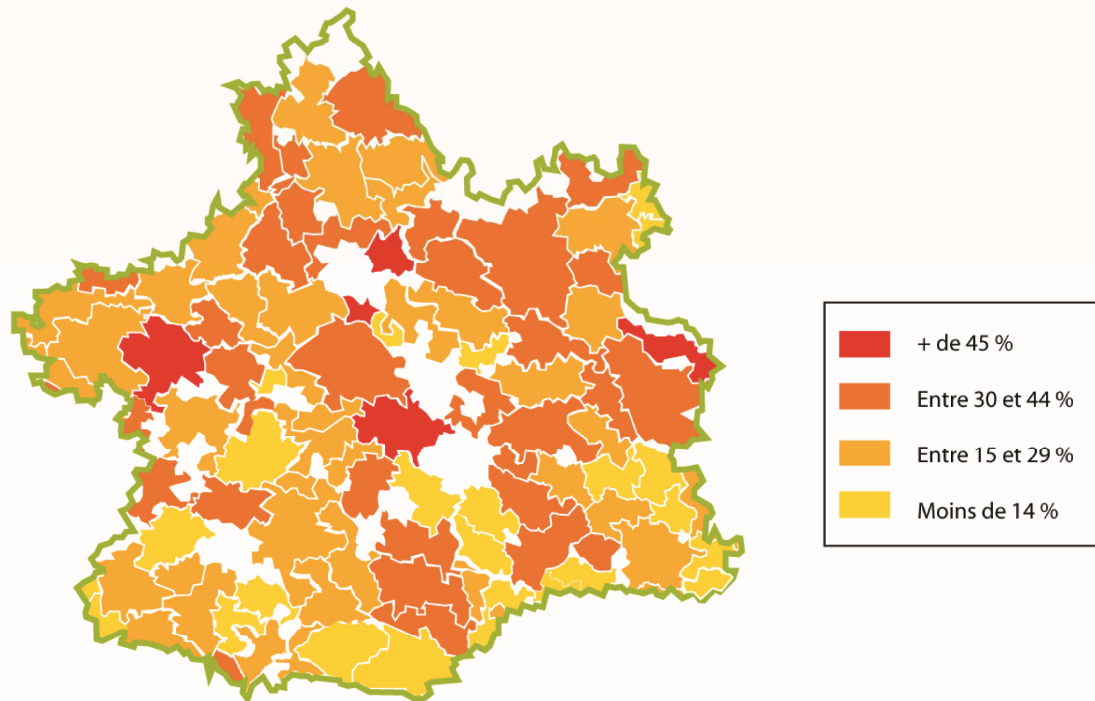 + de 45 %
Entre 30 et 44 %
Entre 15 et 29 %
Moins de 14 %